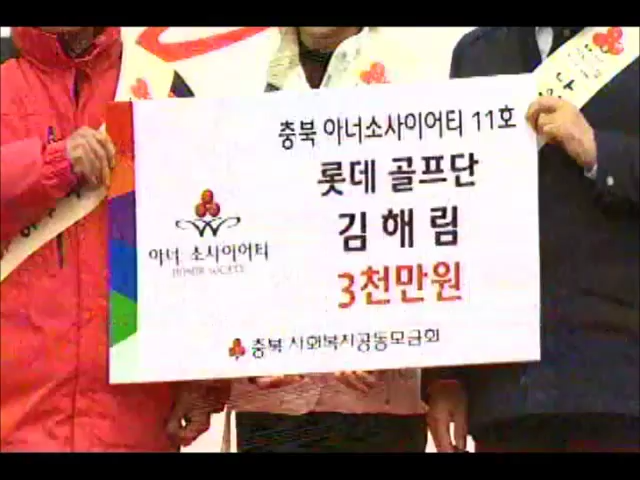 충북 아너소사이어티 11호
롯데 골프단
김해림
3천만원
아너 소사이어티
HONOR SOCIETY
충북 사회복지공동모금회